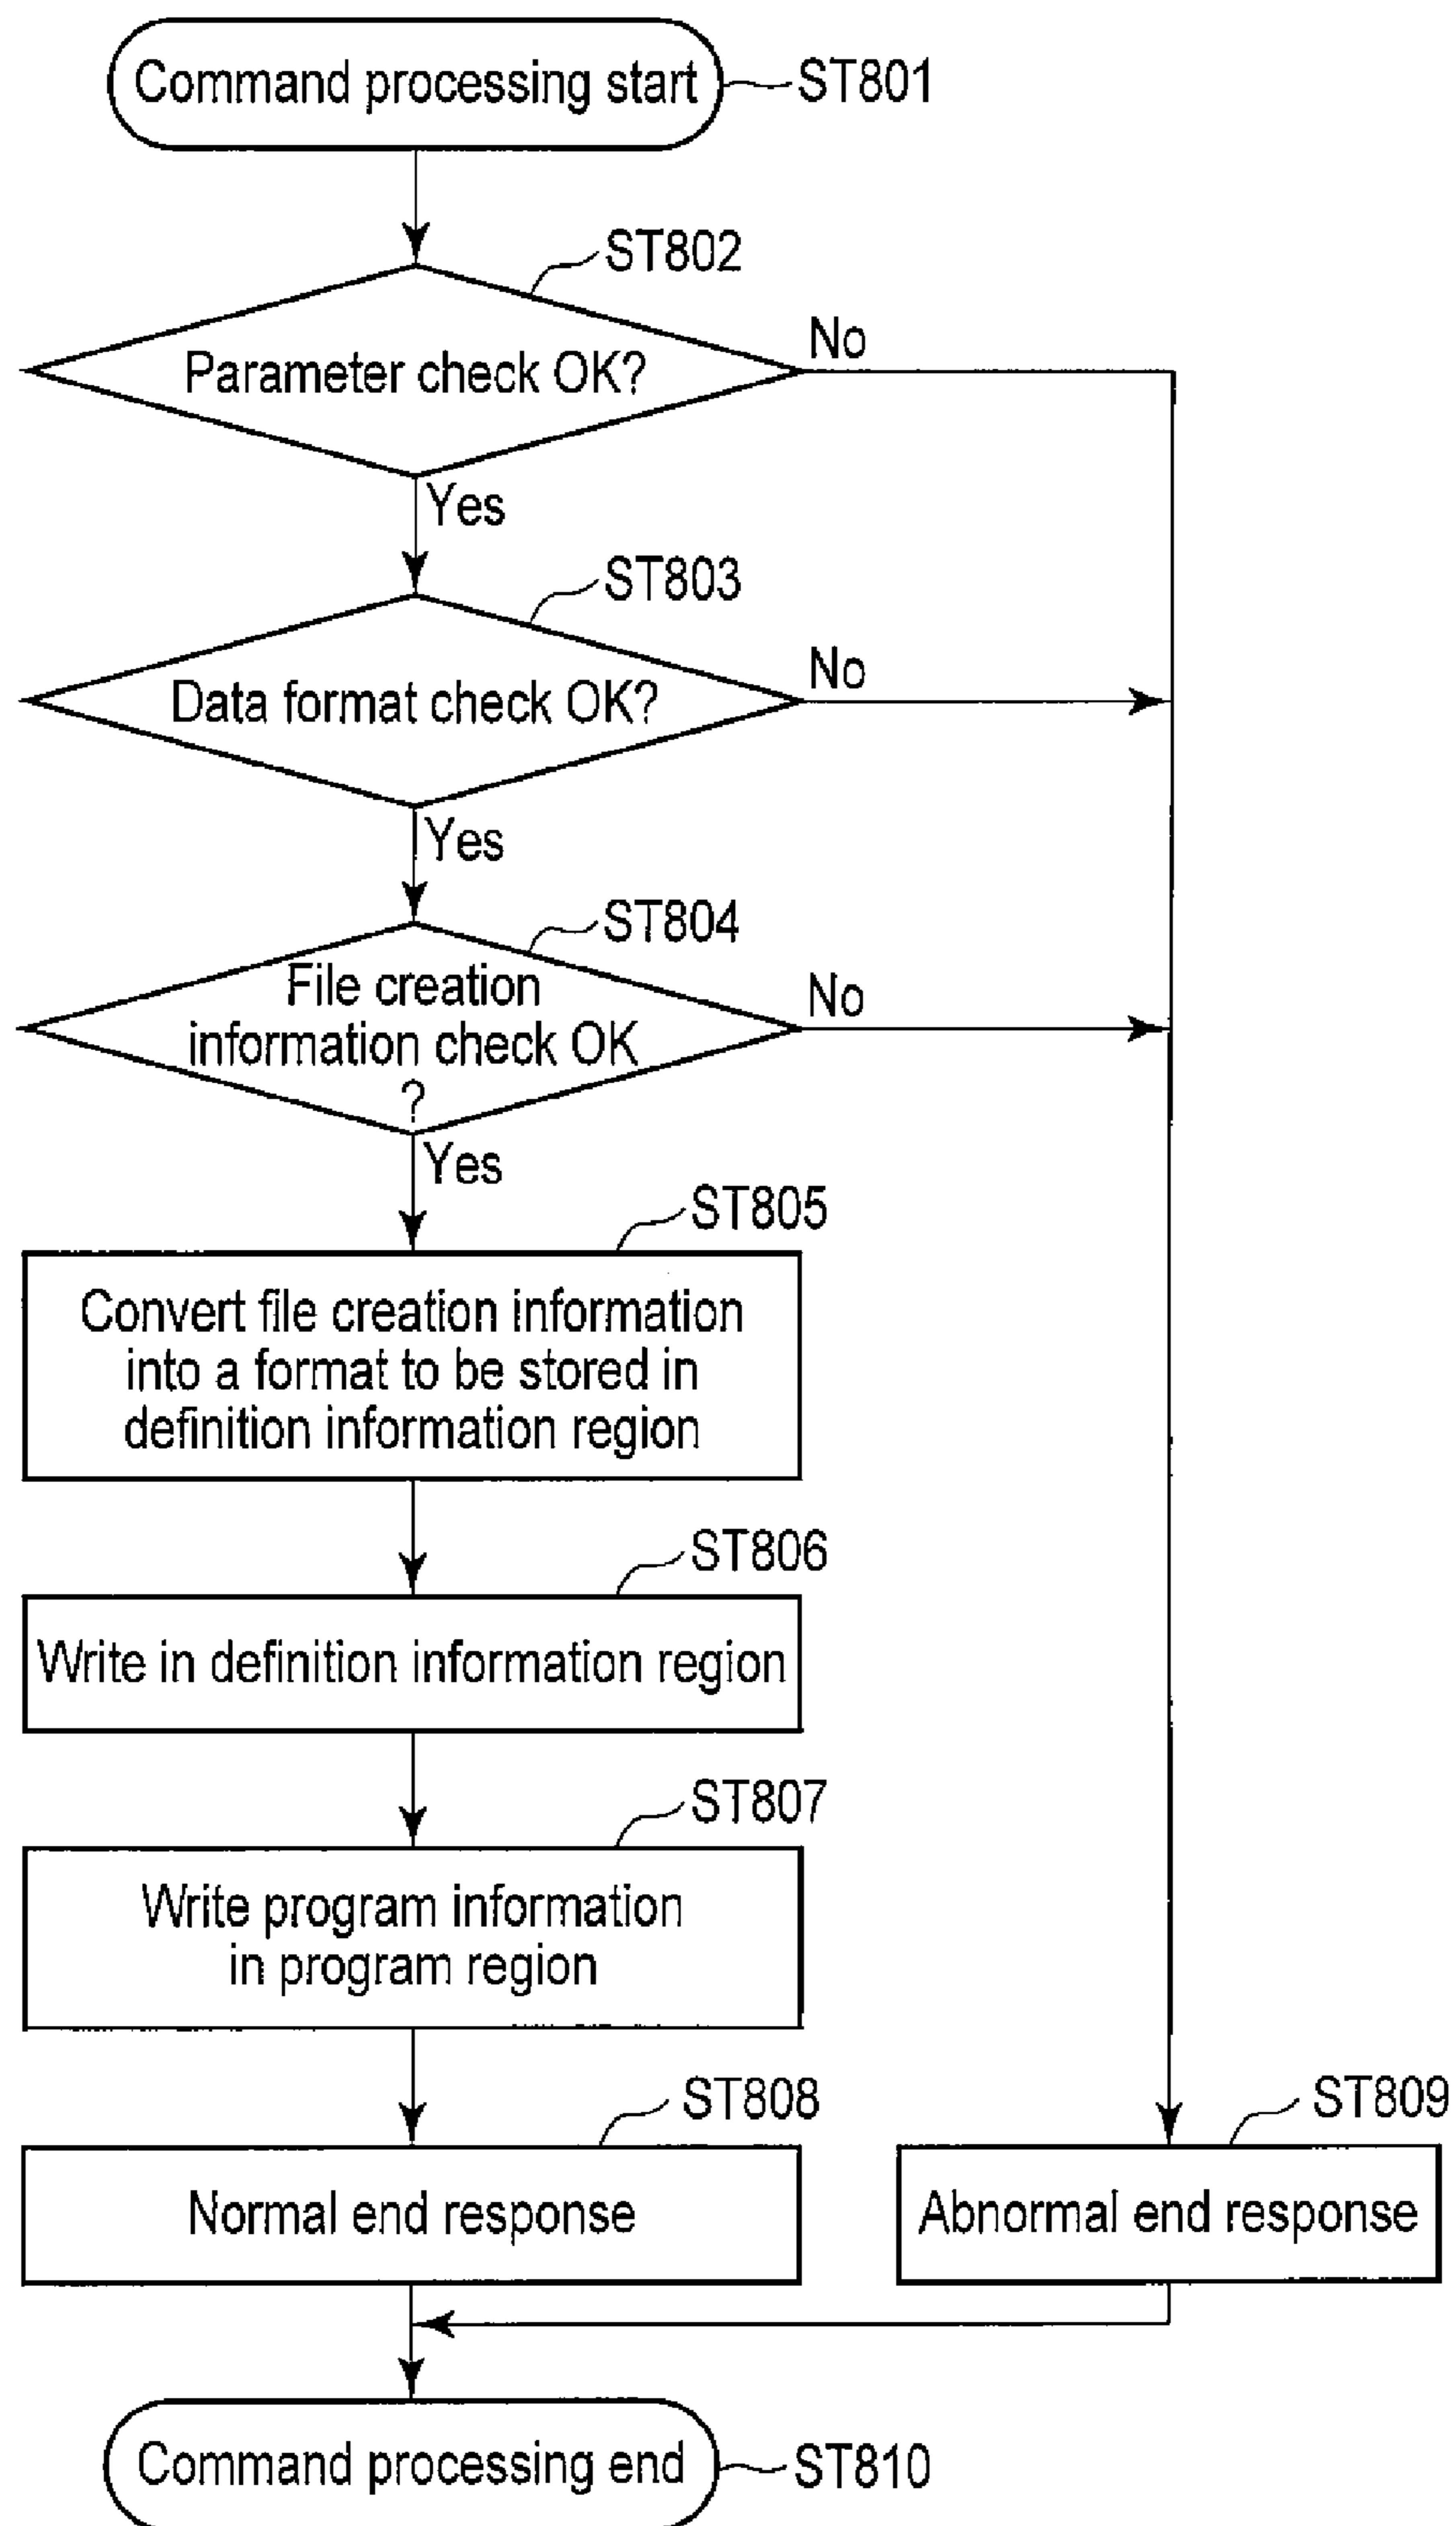 Command processing start
ST801
ST802
Parameter check OK?
No
Yes
ST803
Data format check OK?
No
Yes
ST804
File creation
information check OK
?
No
Yes
ST805
Convert file creation information
into a format to be stored in
definition information region
ST806
Write in definition information region
ST807
Write program information
in program region
ST808
Normal end response
ST809
Abnormal end response
Command processing end
ST810